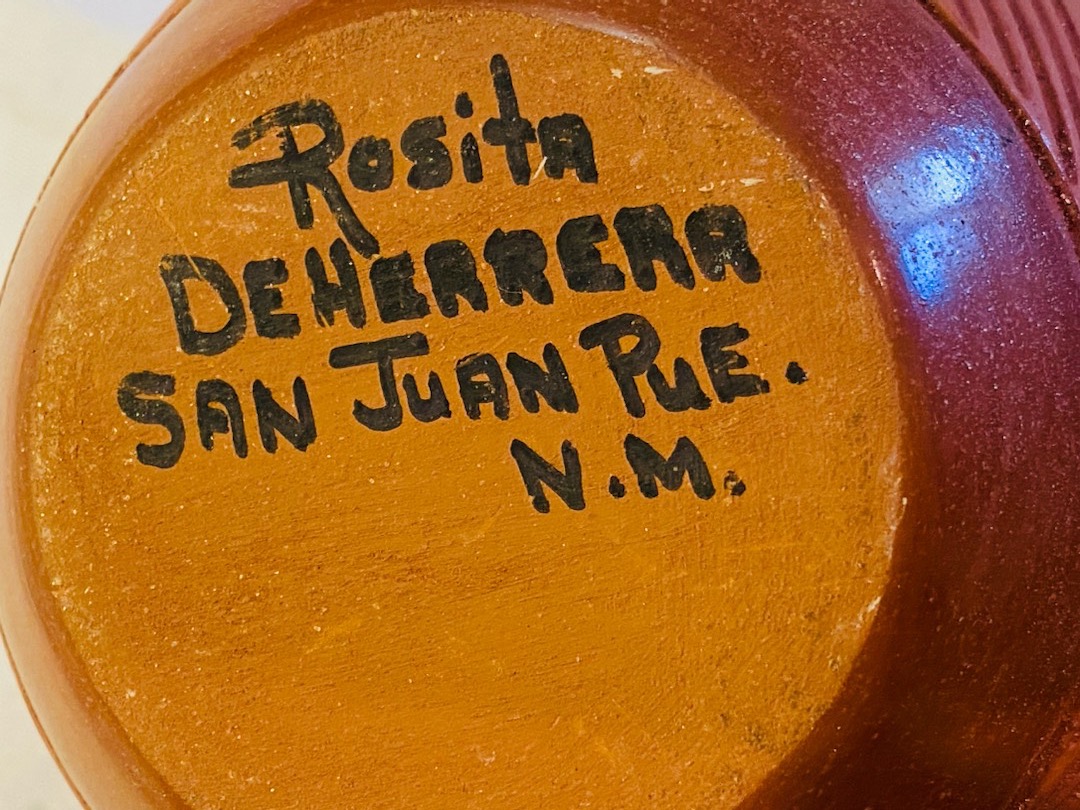 Rosita
DEHERRERA
SAN JUAN PUE.
N.M.